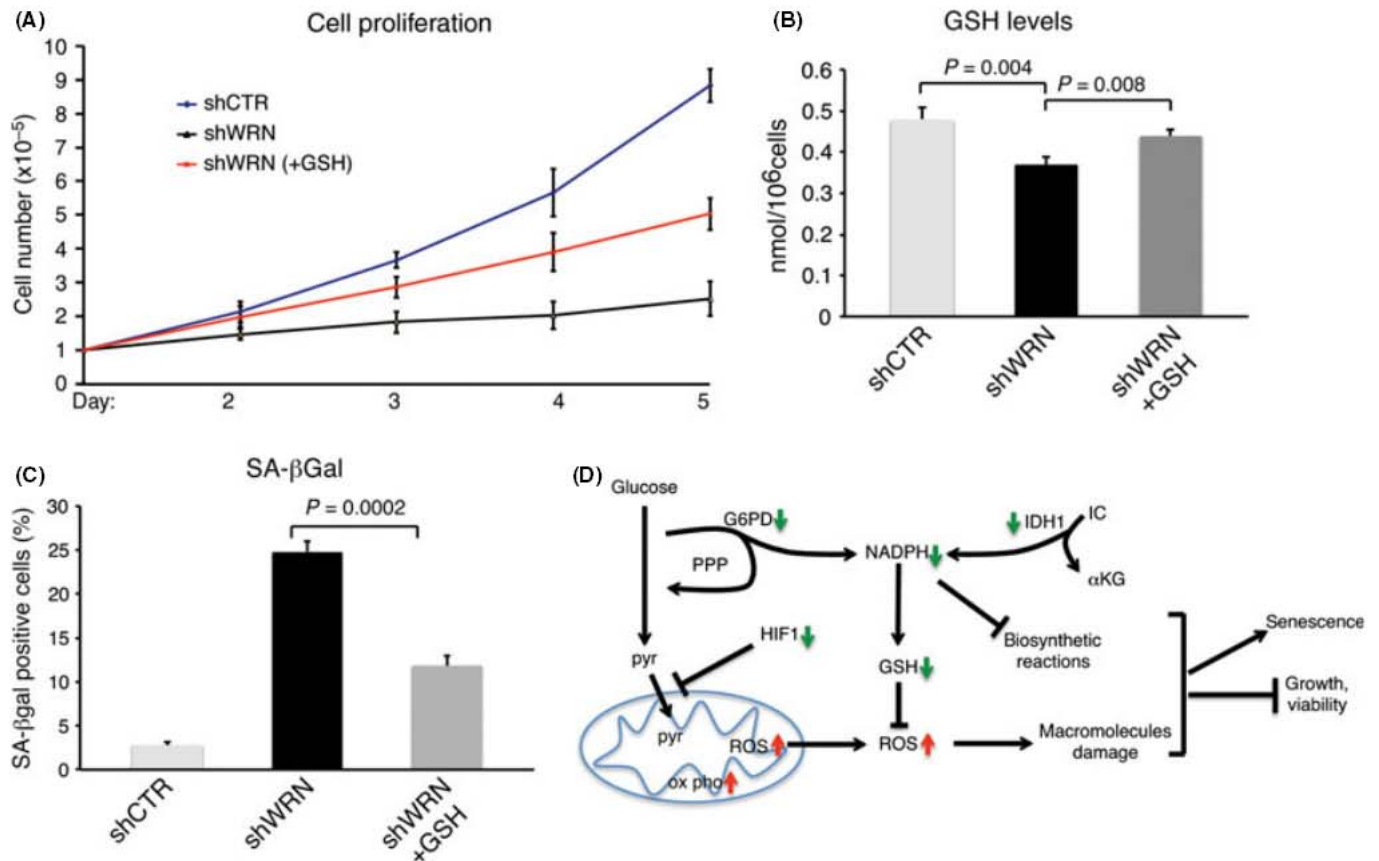 (A)
Cell proliferation
10
9
8
7
6
5
4
3
2
1
0
Cell number (x10⁻⁵)
shCTR
shWRN
shWRN (+GSH)
Day:
2
3
4
5
(B)
GSH levels
P = 0.004
P = 0.008
0.6
0.5
0.4
0.3
0.2
0.1
0
nmol/10⁶cells
shCTR
shWRN
shWRN
+GSH
(C)
SA-βGal
P = 0.0002
30
25
20
15
10
5
0
SA-βgal positive cells (%)
shCTR
shWRN
shWRN
+GSH
(D)
Glucose
G6PD
PPP
NADPH
IDH1
IC
αKG
HIF1
pyr
GSH
Biosynthetic
reactions
Senescence
Growth,
viability
pyr
ROS
ox pho
ROS
Macromolecules
damage